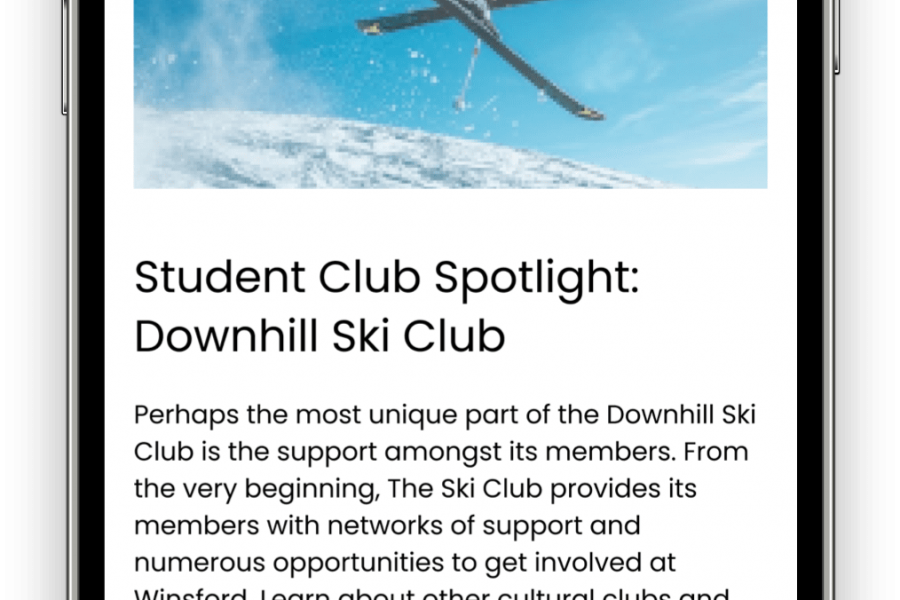 Student Club Spotlight:
Downhill Ski Club
Perhaps the most unique part of the Downhill Ski
Club is the support amongst its members. From
the very beginning, The Ski Club provides its
members with networks of support and
numerous opportunities to get involved at
Winsford. Learn about other cultural clubs and